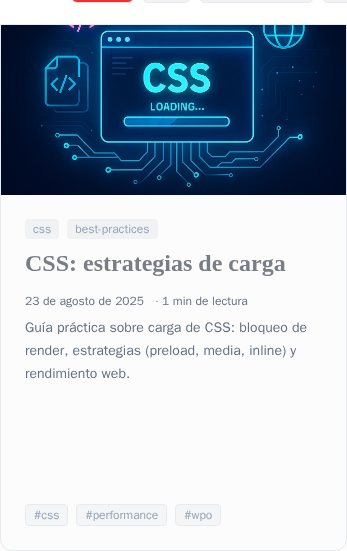 </>
CSS
LOADING...
css best-practices
CSS: estrategias de carga
23 de agosto de 2025 · 1 min de lectura
Guía práctica sobre carga de CSS: bloqueo de
render, estrategias (preload, media, inline) y
rendimiento web.
#css #performance #wpo